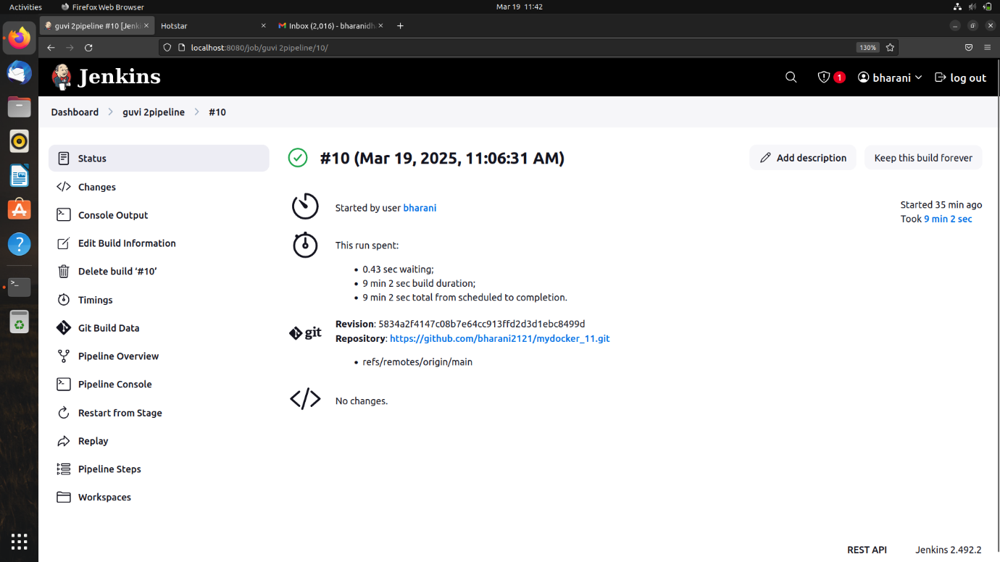 Activities Firefox Web Browser Mar 19 11:42
guvi 2pipeline #10 [Jenki Hotstar Inbox (2,016) - bharanidh
localhost:8080/job/guvi 2pipeline/10/ 130%
Jenkins 1 bharani log out
Dashboard guvi 2pipeline #10
Status
Changes
Console Output
Edit Build Information
Delete build ‘#10’
Timings
Git Build Data
Pipeline Overview
Pipeline Console
Restart from Stage
Replay
Pipeline Steps
Workspaces
#10 (Mar 19, 2025, 11:06:31 AM)
Add description Keep this build forever
Started by user bharani
Started 35 min ago
Took 9 min 2 sec
This run spent:
• 0.43 sec waiting;
• 9 min 2 sec build duration;
• 9 min 2 sec total from scheduled to completion.
git
Revision: 5834a2f4147c08b7e64cc913ffd2d3d1ebc8499d
Repository: https://github.com/bharani2121/mydocker_11.git
• refs/remotes/origin/main
No changes.
REST API Jenkins 2.492.2